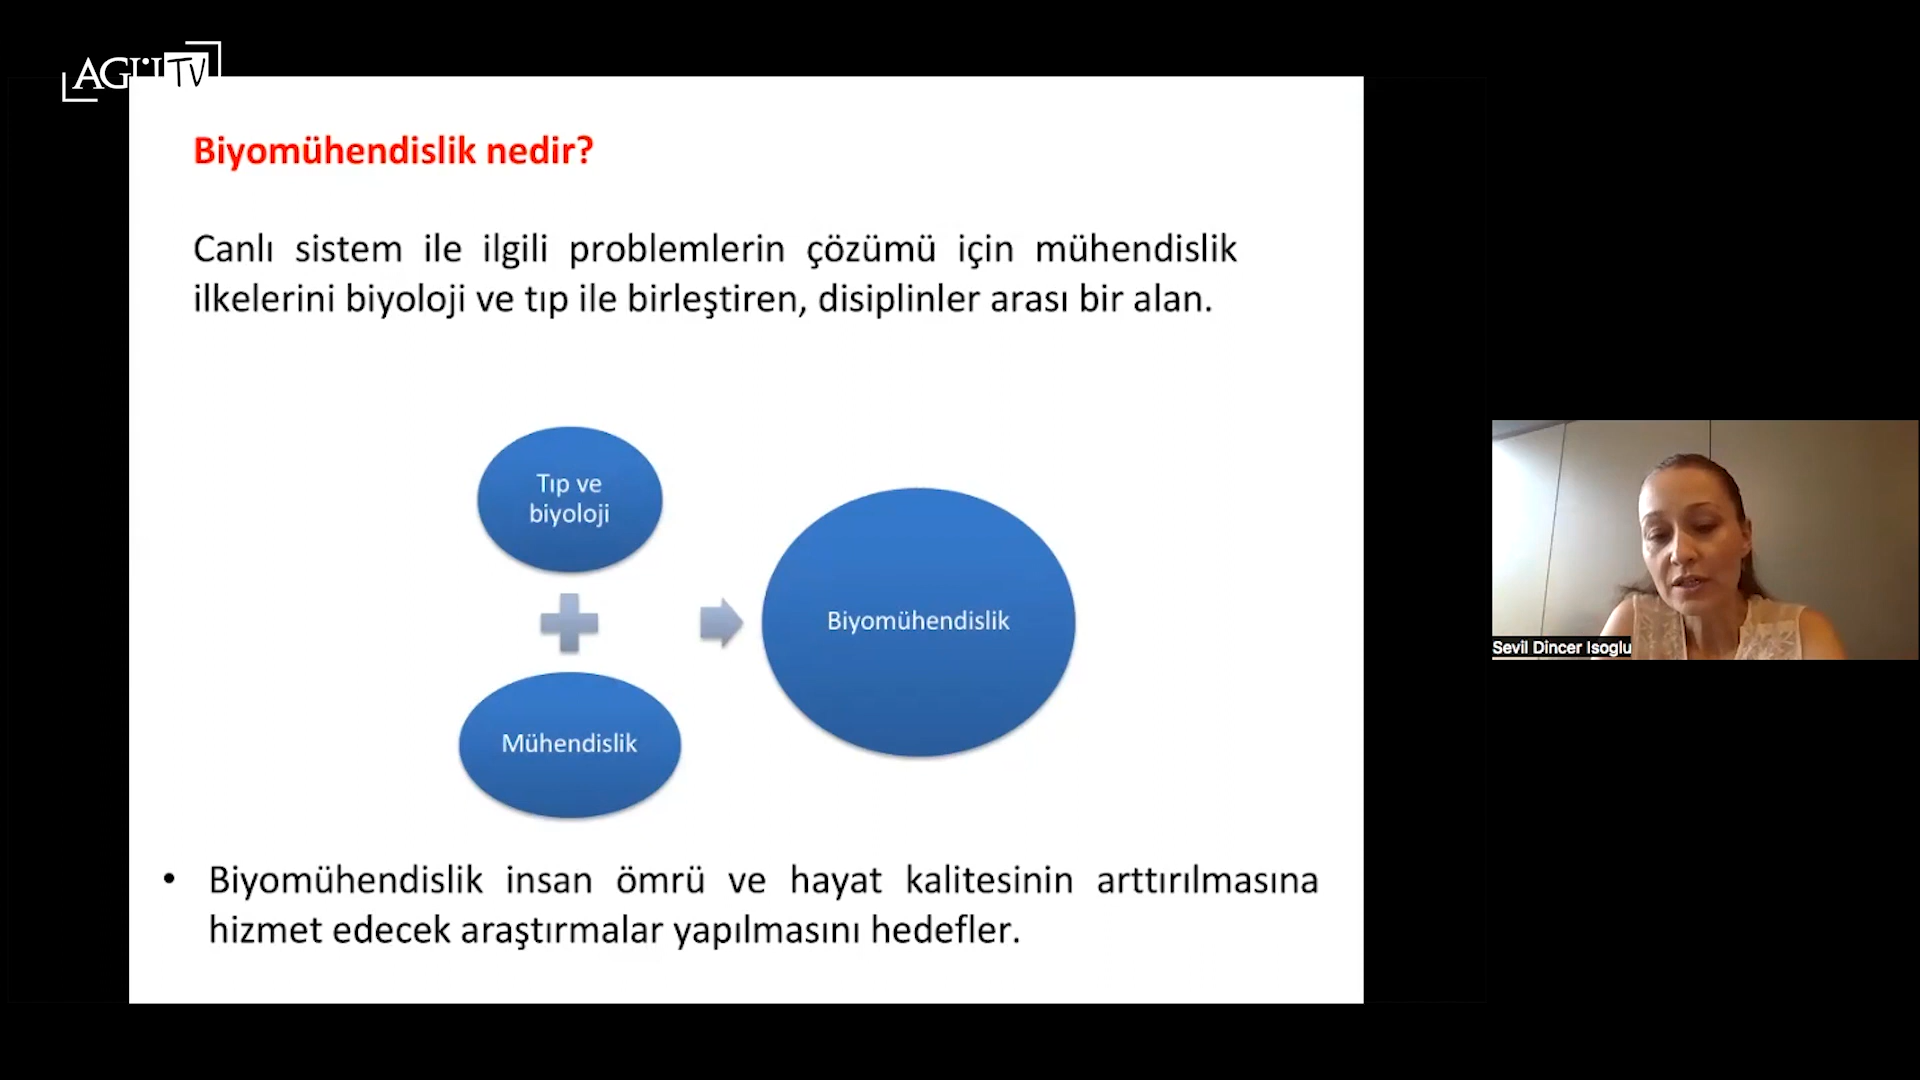 AGÜ TV
Biyomühendislik nedir?
Canlı sistem ile ilgili problemlerin çözümü için mühendislik
ilkelerini biyoloji ve tıp ile birleştiren, disiplinler arası bir alan.
Tıp ve
biyoloji
Biyomühendislik
Mühendislik
• Biyomühendislik insan ömrü ve hayat kalitesinin arttırılmasına
hizmet edecek araştırmalar yapılmasını hedefler.
Sevil Dincer Isoglu